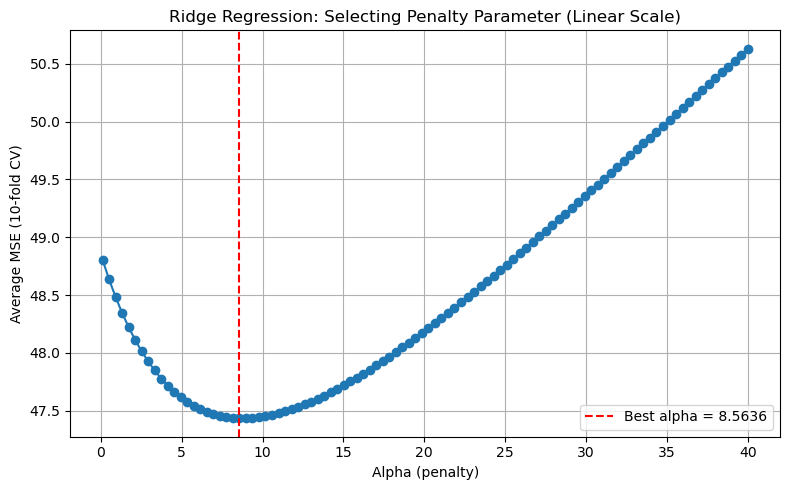 Ridge Regression: Selecting Penalty Parameter (Linear Scale)
Average MSE (10-fold CV)
50.5
50.0
49.5
49.0
48.5
48.0
47.5
Best alpha = 8.5636
0 5 10 15 20 25 30 35 40
Alpha (penalty)